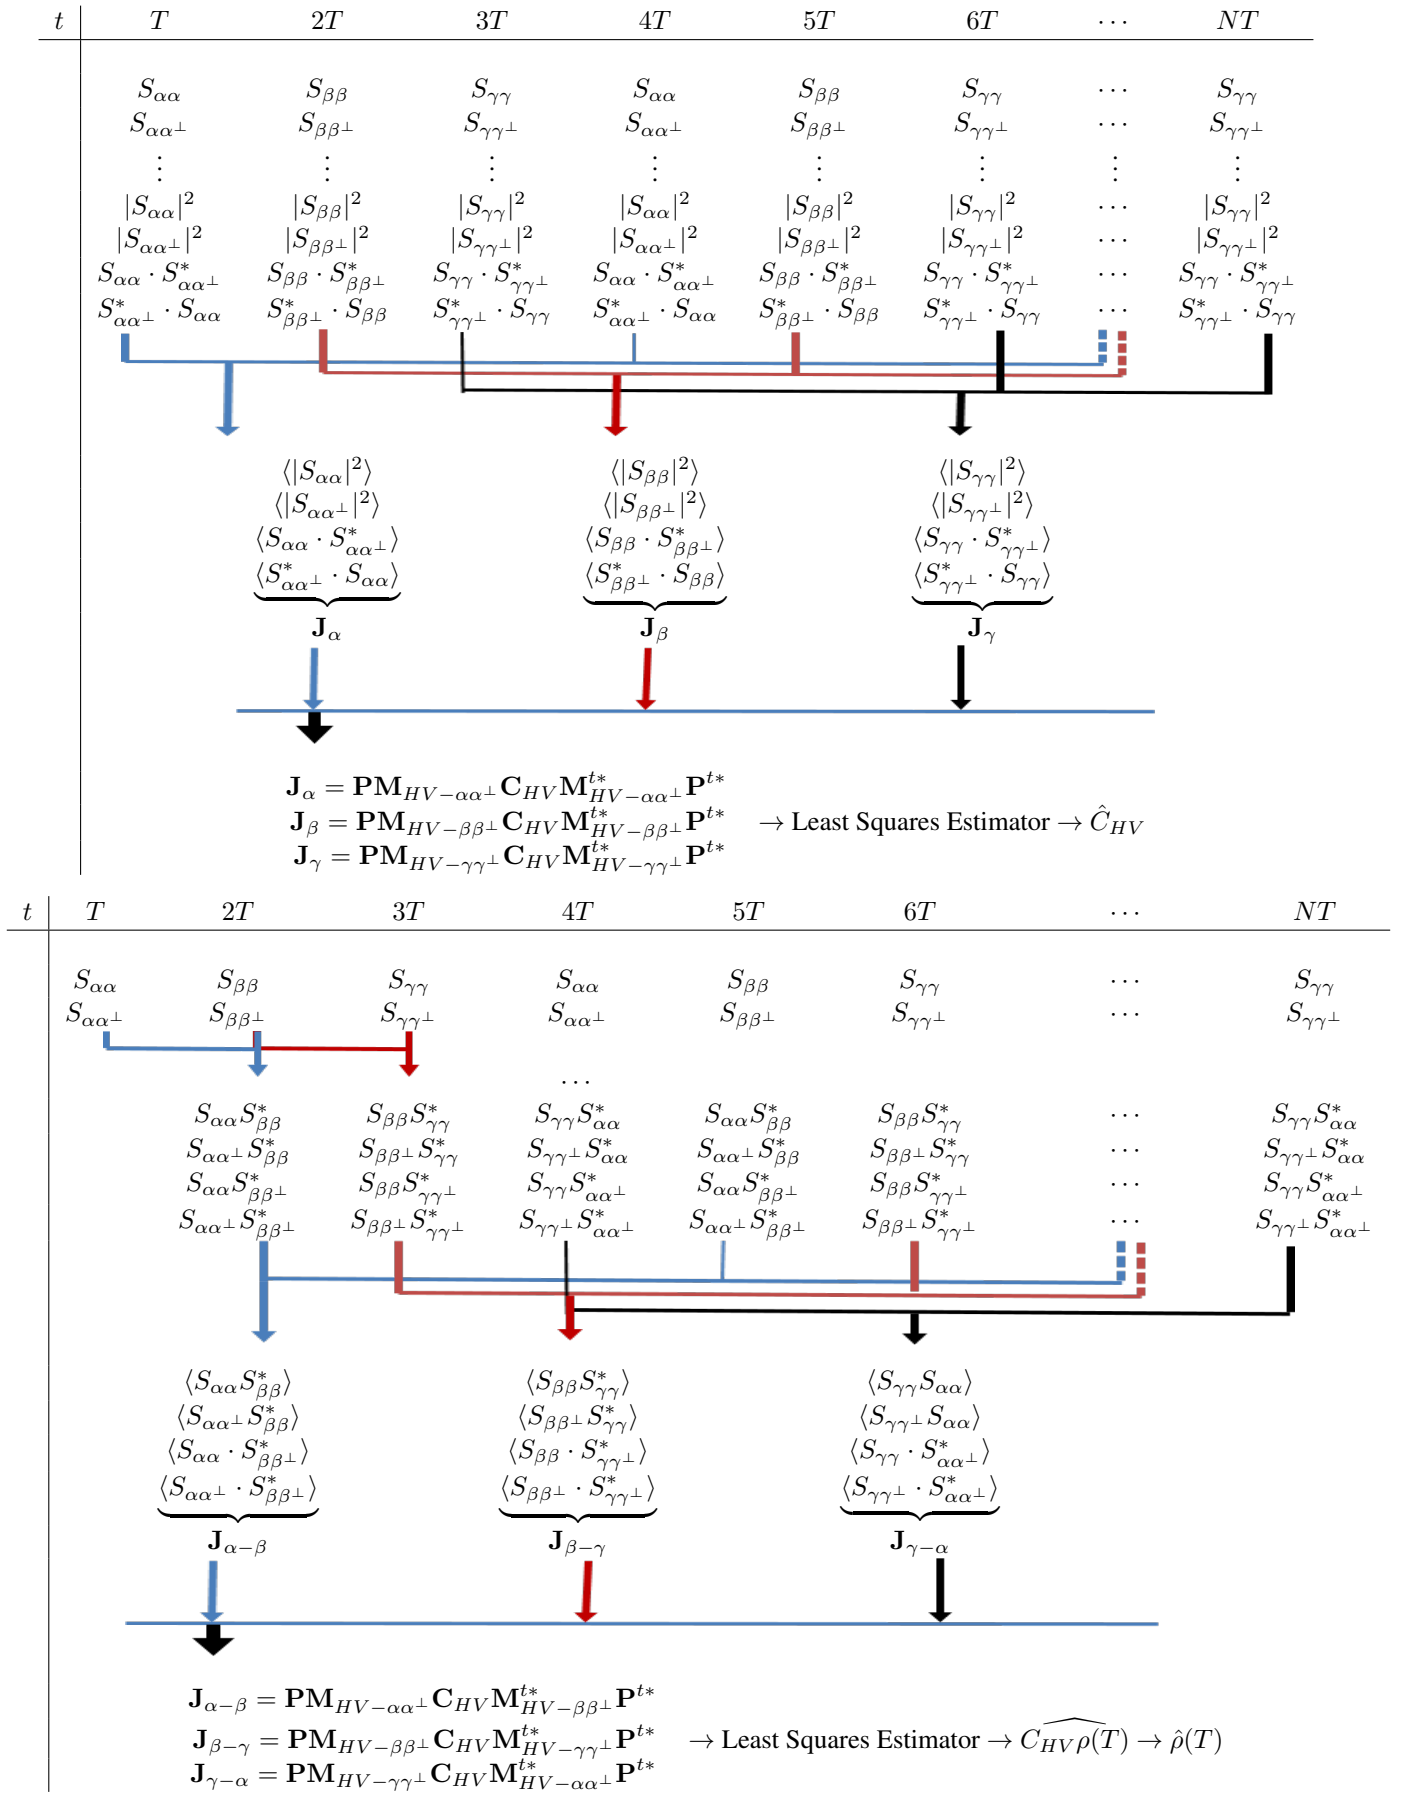 t T 2T 3T 4T 5T 6T ⋯ NT
S_{αα} S_{ββ} S_{γγ} S_{αα} S_{ββ} S_{γγ} ⋯ S_{γγ}
S_{αα^⊥} S_{ββ^⊥} S_{γγ^⊥} S_{αα^⊥} S_{ββ^⊥} S_{γγ^⊥} ⋯ S_{γγ^⊥}
⋮ ⋮ ⋮ ⋮ ⋮ ⋮ ⋮ ⋮
|S_{αα}|² |S_{ββ}|² |S_{γγ}|² |S_{αα}|² |S_{ββ}|² |S_{γγ}|² ⋯ |S_{γγ}|²
|S_{αα^⊥}|² |S_{ββ^⊥}|² |S_{γγ^⊥}|² |S_{αα^⊥}|² |S_{ββ^⊥}|² |S_{γγ^⊥}|² ⋯ |S_{γγ^⊥}|²
S_{αα} · S*_{αα^⊥} S_{ββ} · S*_{ββ^⊥} S_{γγ} · S*_{γγ^⊥} S_{αα} · S*_{αα^⊥} S_{ββ} · S*_{ββ^⊥} S_{γγ} · S*_{γγ^⊥} ⋯ S_{γγ} · S*_{γγ^⊥}
S*_{αα^⊥} · S_{αα} S*_{ββ^⊥} · S_{ββ} S*_{γγ^⊥} · S_{γγ} S*_{αα^⊥} · S_{αα} S*_{ββ^⊥} · S_{ββ} S*_{γγ^⊥} · S_{γγ} ⋯ S*_{γγ^⊥} · S_{γγ}
⟨|S_{αα}|²⟩ ⟨|S_{ββ}|²⟩ ⟨|S_{γγ}|²⟩
⟨|S_{αα^⊥}|²⟩ ⟨|S_{ββ^⊥}|²⟩ ⟨|S_{γγ^⊥}|²⟩
⟨S_{αα} · S*_{αα^⊥}⟩ ⟨S_{ββ} · S*_{ββ^⊥}⟩ ⟨S_{γγ} · S*_{γγ^⊥}⟩
⟨S*_{αα^⊥} · S_{αα}⟩ ⟨S*_{ββ^⊥} · S_{ββ}⟩ ⟨S*_{γγ^⊥} · S_{γγ}⟩
J_α J_β J_γ
J_α = PM_{HV−αα^⊥}C_{HV}M^{t*}_{HV−αα^⊥}P^{t*}
J_β = PM_{HV−ββ^⊥}C_{HV}M^{t*}_{HV−ββ^⊥}P^{t*} → Least Squares Estimator → Ĉ_{HV}
J_γ = PM_{HV−γγ^⊥}C_{HV}M^{t*}_{HV−γγ^⊥}P^{t*}
t T 2T 3T 4T 5T 6T ⋯ NT
S_{αα} S_{ββ} S_{γγ} S_{αα} S_{ββ} S_{γγ} ⋯ S_{γγ}
S_{αα^⊥} S_{ββ^⊥} S_{γγ^⊥} S_{αα^⊥} S_{ββ^⊥} S_{γγ^⊥} ⋯ S_{γγ^⊥}
⋯
S_{αα}S*_{ββ} S_{ββ}S*_{γγ} S_{γγ}S*_{αα} S_{αα}S*_{ββ} S_{ββ}S*_{γγ} ⋯ S_{γγ}S*_{αα}
S_{αα^⊥}S*_{ββ} S_{ββ^⊥}S*_{γγ} S_{γγ^⊥}S*_{αα} S_{αα^⊥}S*_{ββ} S_{ββ^⊥}S*_{γγ} ⋯ S_{γγ^⊥}S*_{αα}
S_{αα}S*_{ββ^⊥} S_{ββ}S*_{γγ^⊥} S_{γγ}S*_{αα^⊥} S_{αα}S*_{ββ^⊥} S_{ββ}S*_{γγ^⊥} ⋯ S_{γγ}S*_{αα^⊥}
S_{αα^⊥}S*_{ββ^⊥} S_{ββ^⊥}S*_{γγ^⊥} S_{γγ^⊥}S*_{αα^⊥} S_{αα^⊥}S*_{ββ^⊥} S_{ββ^⊥}S*_{γγ^⊥} ⋯ S_{γγ^⊥}S*_{αα^⊥}
⟨S_{αα}S*_{ββ}⟩ ⟨S_{ββ}S*_{γγ}⟩ ⟨S_{γγ}S_{αα}⟩
⟨S_{αα^⊥}S*_{ββ}⟩ ⟨S_{ββ^⊥}S*_{γγ}⟩ ⟨S_{γγ^⊥}S_{αα}⟩
⟨S_{αα} · S*_{ββ^⊥}⟩ ⟨S_{ββ} · S*_{γγ^⊥}⟩ ⟨S_{γγ} · S*_{αα^⊥}⟩
⟨S_{αα^⊥} · S*_{ββ^⊥}⟩ ⟨S_{ββ^⊥} · S*_{γγ^⊥}⟩ ⟨S_{γγ^⊥} · S*_{αα^⊥}⟩
J_{α−β} J_{β−γ} J_{γ−α}
J_{α−β} = PM_{HV−αα^⊥}C_{HV}M^{t*}_{HV−ββ^⊥}P^{t*}
J_{β−γ} = PM_{HV−ββ^⊥}C_{HV}M^{t*}_{HV−γγ^⊥}P^{t*} → Least Squares Estimator → \widehat{C_{HV}ρ(T)} → ρ̂(T)
J_{γ−α} = PM_{HV−γγ^⊥}C_{HV}M^{t*}_{HV−αα^⊥}P^{t*}